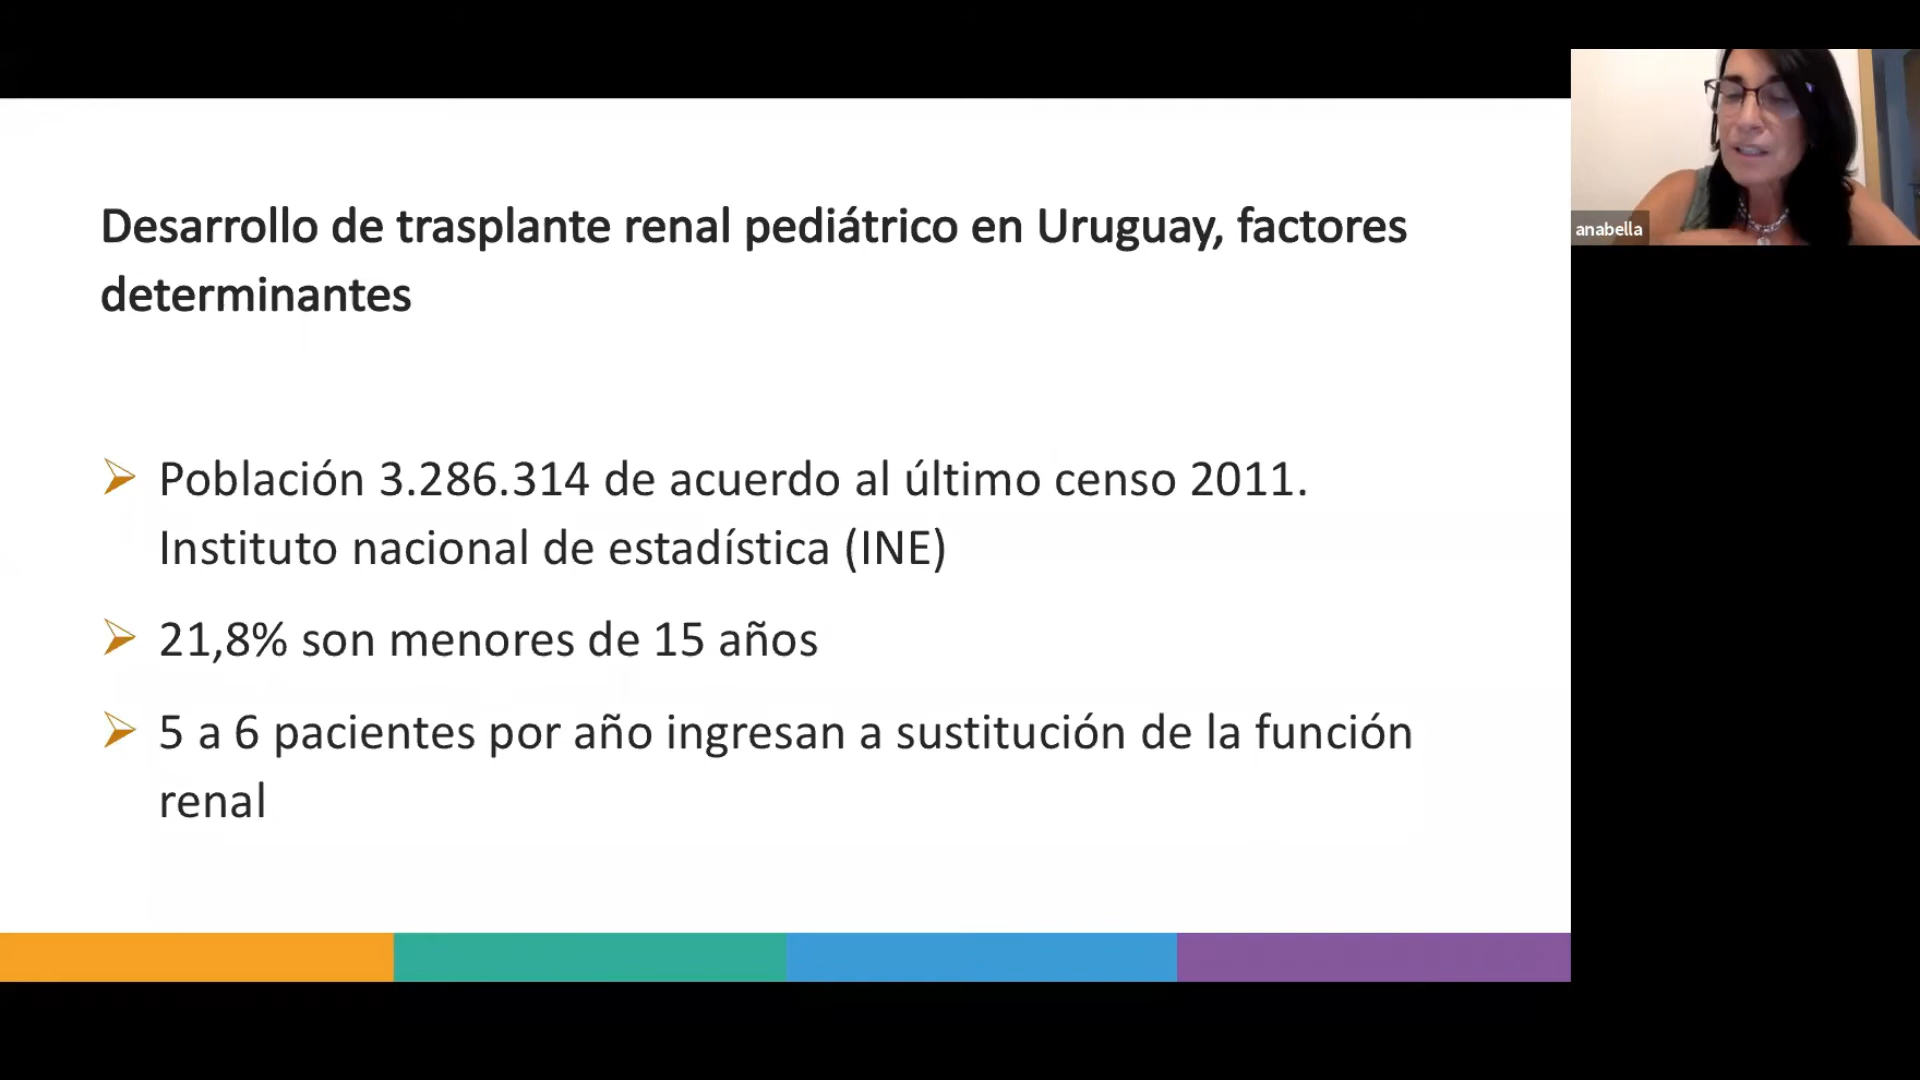 Desarrollo de trasplante renal pediátrico en Uruguay, factores
determinantes
Población 3.286.314 de acuerdo al último censo 2011.
Instituto nacional de estadística (INE)
21,8% son menores de 15 años
5 a 6 pacientes por año ingresan a sustitución de la función
renal
anabella